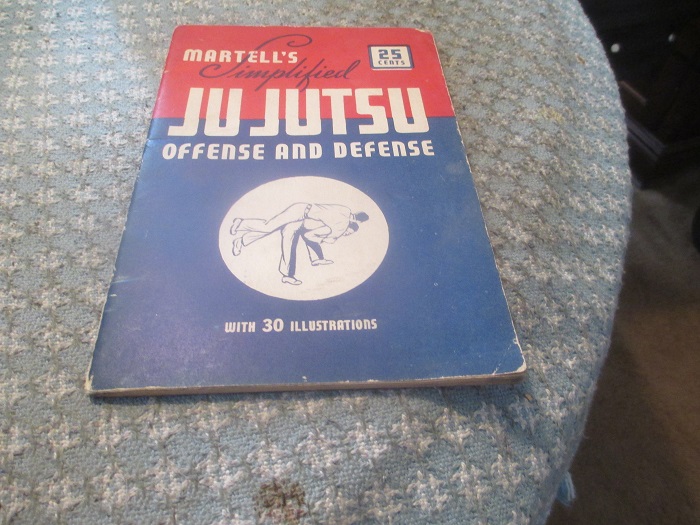 MARTELL'S
Simplified
25
CENTS
JU JUTSU
OFFENSE AND DEFENSE
WITH 30 ILLUSTRATIONS